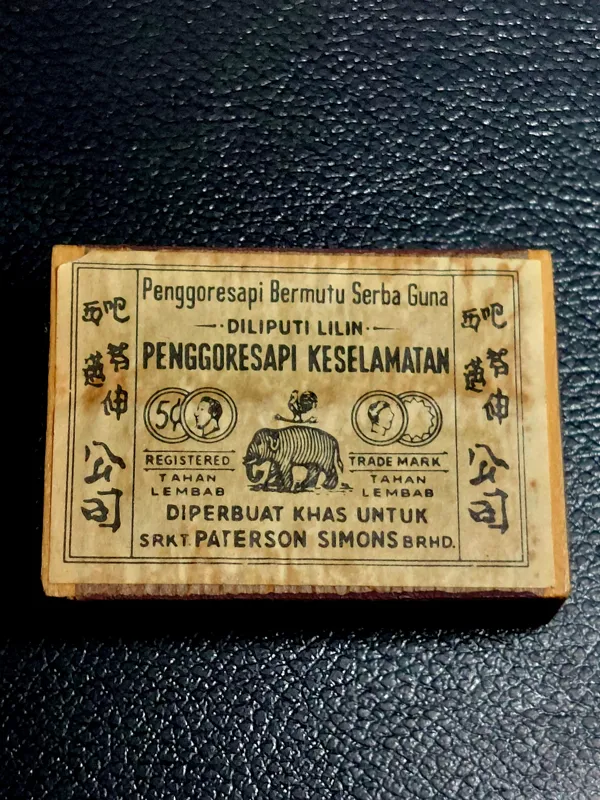 Penggoresapi Bermutu Serba Guna
DILIPUTI LILIN
PENGGORESAPI KESELAMATAN
5¢
REGISTERED
TRADE MARK
TAHAN
LEMBAB
TAHAN
LEMBAB
DIPERBUAT KHAS UNTUK
SRKT. PATERSON SIMONS BRHD.
公司
公司